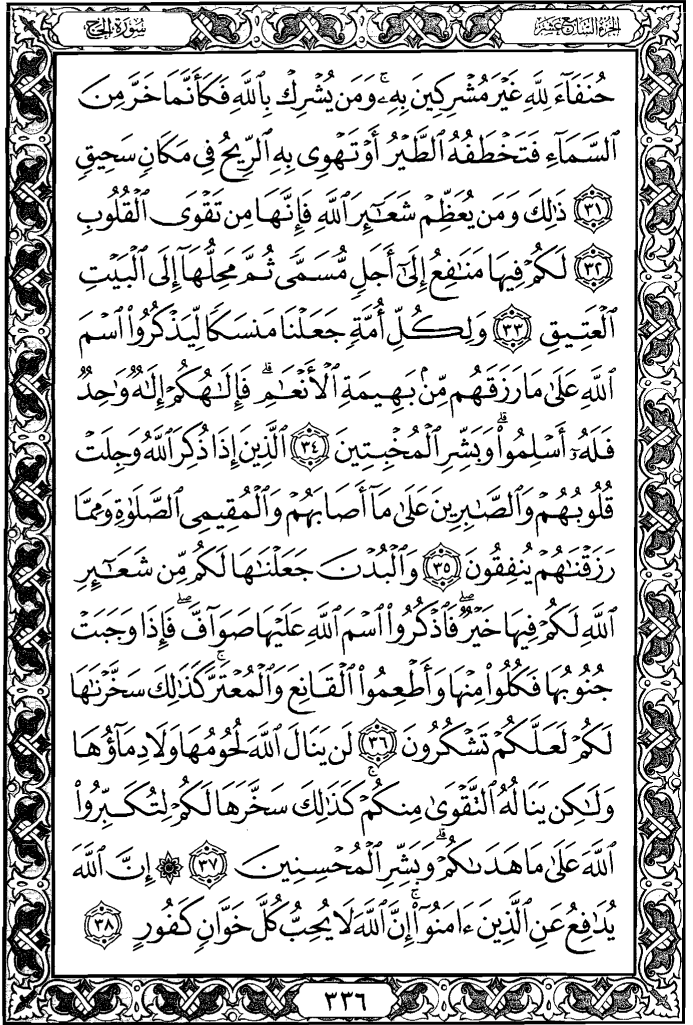 الجزء السابع عشر
سورة الحج
حُنَفَآءَ لِلَّهِ غَيْرَ مُشْرِكِينَ بِهِۦۚ وَمَن يُشْرِكْ بِٱللَّهِ فَكَأَنَّمَا خَرَّ مِنَ
ٱلسَّمَآءِ فَتَخْطَفُهُ ٱلطَّيْرُ أَوْ تَهْوِى بِهِ ٱلرِّيحُ فِى مَكَانٍ سَحِيقٍ
٣١ ذَٰلِكَ وَمَن يُعَظِّمْ شَعَٰٓئِرَ ٱللَّهِ فَإِنَّهَا مِن تَقْوَى ٱلْقُلُوبِ
٣٢ لَكُمْ فِيهَا مَنَٰفِعُ إِلَىٰٓ أَجَلٍ مُّسَمًّى ثُمَّ مَحِلُّهَآ إِلَى ٱلْبَيْتِ
ٱلْعَتِيقِ ٣٣ وَلِكُلِّ أُمَّةٍ جَعَلْنَا مَنسَكًا لِّيَذْكُرُوا۟ ٱسْمَ
ٱللَّهِ عَلَىٰ مَا رَزَقَهُم مِّنۢ بَهِيمَةِ ٱلْأَنْعَٰمِۗ فَإِلَٰهُكُمْ إِلَٰهٌ وَٰحِدٌ
فَلَهُۥٓ أَسْلِمُوا۟ۗ وَبَشِّرِ ٱلْمُخْبِتِينَ ٣٤ ٱلَّذِينَ إِذَا ذُكِرَ ٱللَّهُ وَجِلَتْ
قُلُوبُهُمْ وَٱلصَّٰبِرِينَ عَلَىٰ مَآ أَصَابَهُمْ وَٱلْمُقِيمِى ٱلصَّلَوٰةِ وَمِمَّا
رَزَقْنَٰهُمْ يُنفِقُونَ ٣٥ وَٱلْبُدْنَ جَعَلْنَٰهَا لَكُم مِّن شَعَٰٓئِرِ
ٱللَّهِ لَكُمْ فِيهَا خَيْرٌۖ فَٱذْكُرُوا۟ ٱسْمَ ٱللَّهِ عَلَيْهَا صَوَآفَّۖ فَإِذَا وَجَبَتْ
جُنُوبُهَا فَكُلُوا۟ مِنْهَا وَأَطْعِمُوا۟ ٱلْقَانِعَ وَٱلْمُعْتَرَّۚ كَذَٰلِكَ سَخَّرْنَٰهَا
لَكُمْ لَعَلَّكُمْ تَشْكُرُونَ ٣٦ لَن يَنَالَ ٱللَّهَ لُحُومُهَا وَلَا دِمَآؤُهَا
وَلَٰكِن يَنَالُهُ ٱلتَّقْوَىٰ مِنكُمْۚ كَذَٰلِكَ سَخَّرَهَا لَكُمْ لِتُكَبِّرُوا۟
ٱللَّهَ عَلَىٰ مَا هَدَىٰكُمْۗ وَبَشِّرِ ٱلْمُحْسِنِينَ ٣٧ ۞ إِنَّ ٱللَّهَ
يُدَٰفِعُ عَنِ ٱلَّذِينَ ءَامَنُوٓا۟ۗ إِنَّ ٱللَّهَ لَا يُحِبُّ كُلَّ خَوَّانٍ كَفُورٍ ٣٨
٣٣٦